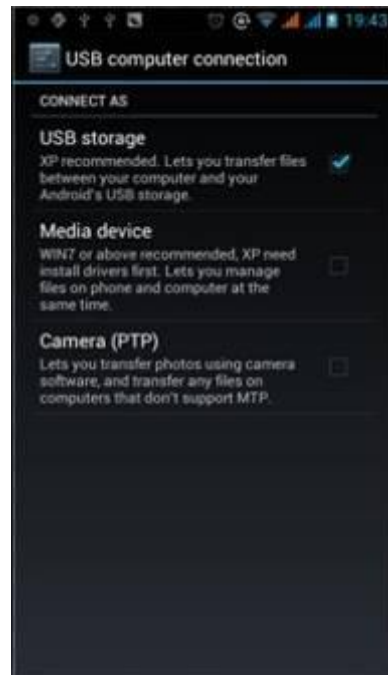 19:43
USB computer connection
CONNECT AS
USB storage
XP recommended. Lets you transfer files
between your computer and your
Android's USB storage.
Media device
WIN7 or above recommended, XP need
install drivers first. Lets you manage
files on phone and computer at the
same time.
Camera (PTP)
Lets you transfer photos using camera
software, and transfer any files on
computers that don't support MTP.